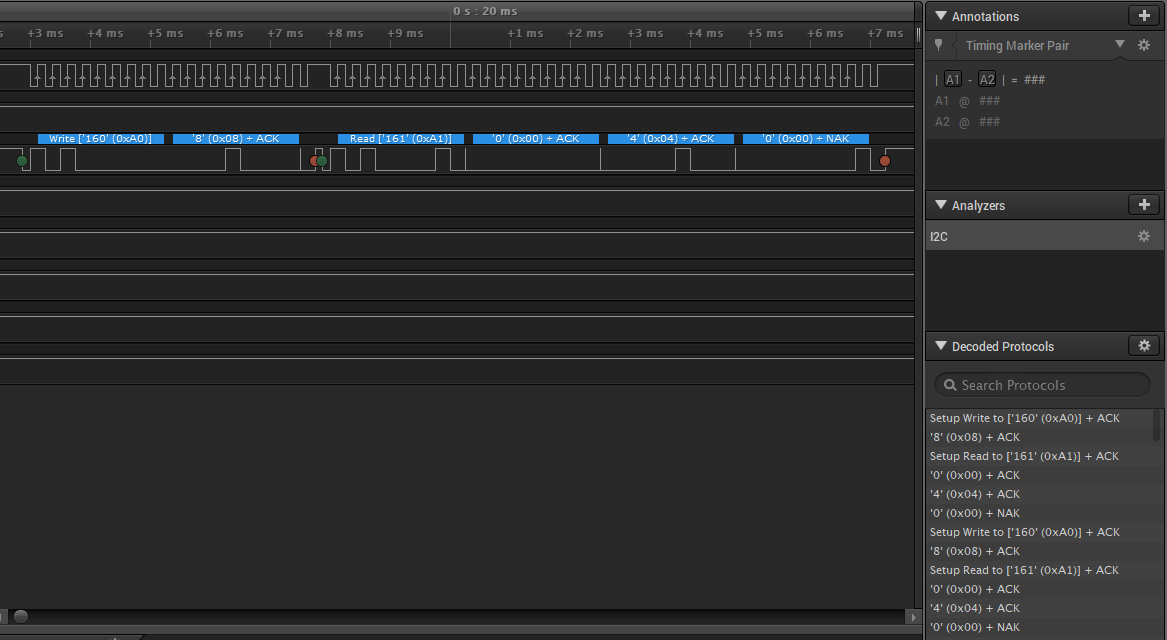 0 s : 20 ms
+3 ms +4 ms +5 ms +6 ms +7 ms +8 ms +9 ms +1 ms +2 ms +3 ms +4 ms +5 ms +6 ms +7 ms
Write ['160' (0xA0)] '8' (0x08) + ACK Read ['161' (0xA1)] '0' (0x00) + ACK '4' (0x04) + ACK '0' (0x00) + NAK
Annotations
Timing Marker Pair
| A1 - A2 | = ###
A1 @ ###
A2 @ ###
Analyzers
I2C
Decoded Protocols
Search Protocols
Setup Write to ['160' (0xA0)] + ACK
'8' (0x08) + ACK
Setup Read to ['161' (0xA1)] + ACK
'0' (0x00) + ACK
'4' (0x04) + ACK
'0' (0x00) + NAK
Setup Write to ['160' (0xA0)] + ACK
'8' (0x08) + ACK
Setup Read to ['161' (0xA1)] + ACK
'0' (0x00) + ACK
'4' (0x04) + ACK
'0' (0x00) + NAK